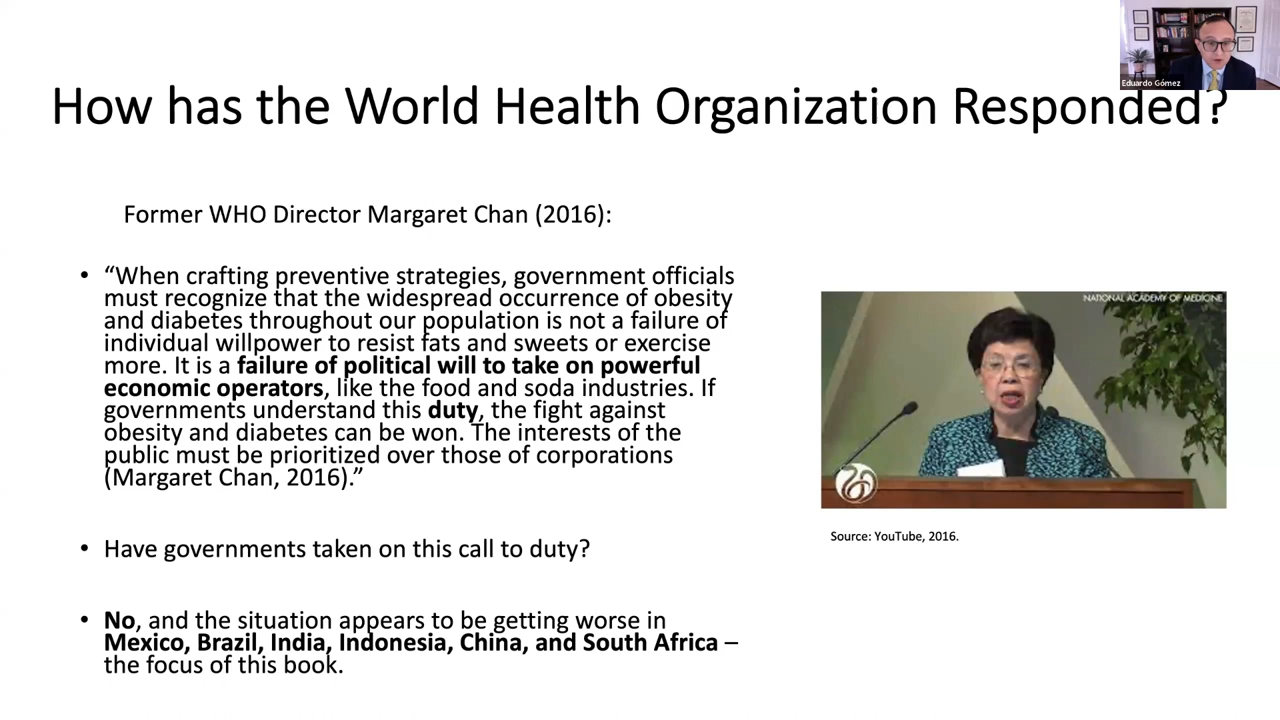 Eduardo Gómez
How has the World Health Organization Responded?
Former WHO Director Margaret Chan (2016):
• “When crafting preventive strategies, government officials
must recognize that the widespread occurrence of obesity
and diabetes throughout our population is not a failure of
individual willpower to resist fats and sweets or exercise
more. It is a failure of political will to take on powerful
economic operators, like the food and soda industries. If
governments understand this duty, the fight against
obesity and diabetes can be won. The interests of the
public must be prioritized over those of corporations
(Margaret Chan, 2016).”
• Have governments taken on this call to duty?
• No, and the situation appears to be getting worse in
Mexico, Brazil, India, Indonesia, China, and South Africa –
the focus of this book.
NATIONAL ACADEMY OF MEDICINE
Source: YouTube, 2016.